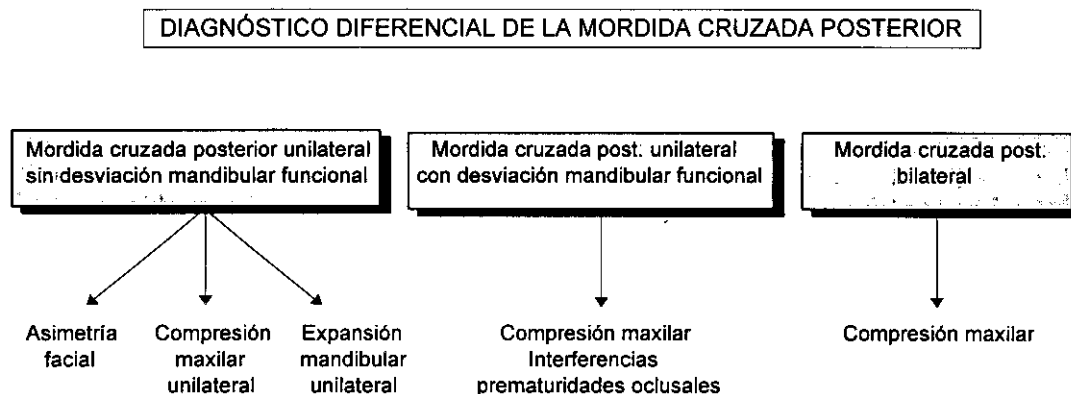 DIAGNÓSTICO DIFERENCIAL DE LA MORDIDA CRUZADA POSTERIOR
Mordida cruzada posterior unilateral
sin desviación mandibular funcional
Mordida cruzada post. unilateral
con desviación mandibular funcional
Mordida cruzada post.
bilateral
Asimetría
facial
Compresión
maxilar
unilateral
Expansión
mandibular
unilateral
Compresión maxilar
Interferencias
prematuridades oclusales
Compresión maxilar